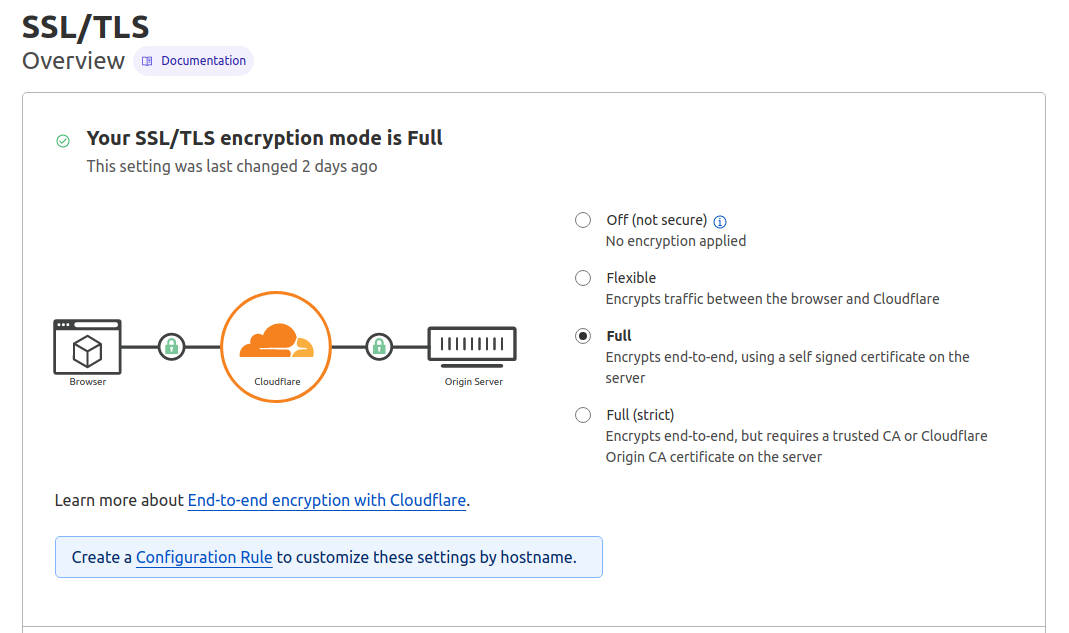 SSL/TLS
Overview Documentation
Your SSL/TLS encryption mode is Full
This setting was last changed 2 days ago
Off (not secure)
No encryption applied
Flexible
Encrypts traffic between the browser and Cloudflare
Full
Encrypts end-to-end, using a self signed certificate on the
server
Full (strict)
Encrypts end-to-end, but requires a trusted CA or Cloudflare
Origin CA certificate on the server
Browser
Cloudflare
Origin Server
Learn more about End-to-end encryption with Cloudflare.
Create a Configuration Rule to customize these settings by hostname.